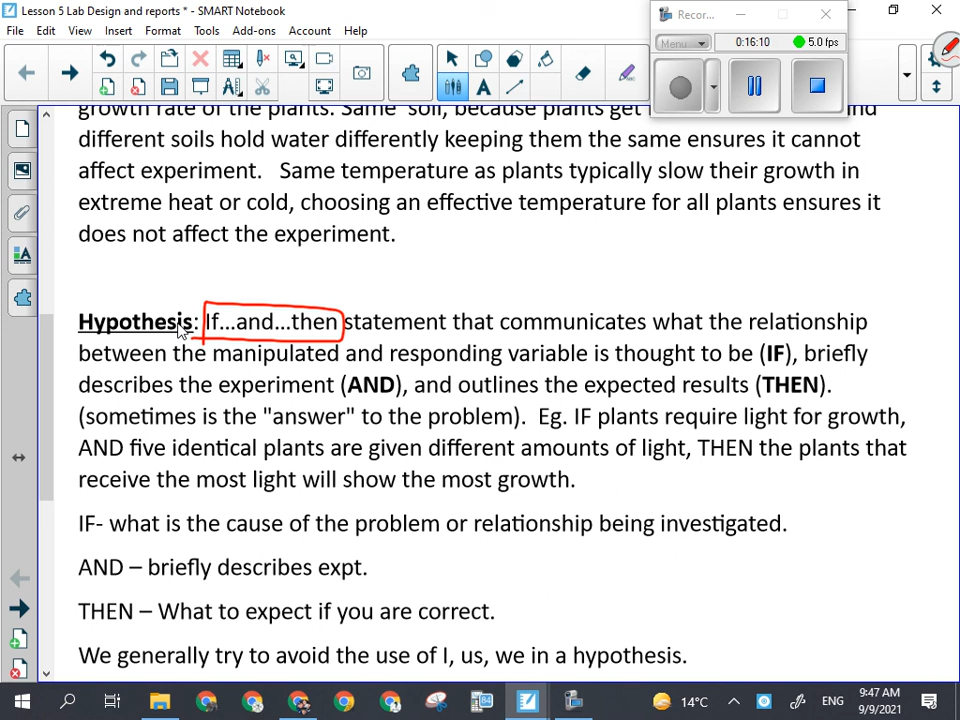 Lesson 5 Lab Design and reports * - SMART Notebook
Recor...
File Edit View Insert Format Tools Add-ons Account Help
Menu 0:16:10 5.0 fps
growth rate of the plants. Same soil, because plants get and
different soils hold water differently keeping them the same ensures it cannot
affect experiment. Same temperature as plants typically slow their growth in
extreme heat or cold, choosing an effective temperature for all plants ensures it
does not affect the experiment.
Hypothesis: If...and...then statement that communicates what the relationship
between the manipulated and responding variable is thought to be (IF), briefly
describes the experiment (AND), and outlines the expected results (THEN).
(sometimes is the "answer" to the problem). Eg. IF plants require light for growth,
AND five identical plants are given different amounts of light, THEN the plants that
receive the most light will show the most growth.
IF- what is the cause of the problem or relationship being investigated.
AND – briefly describes expt.
THEN – What to expect if you are correct.
We generally try to avoid the use of I, us, we in a hypothesis.
14°C ENG 9:47 AM
9/9/2021